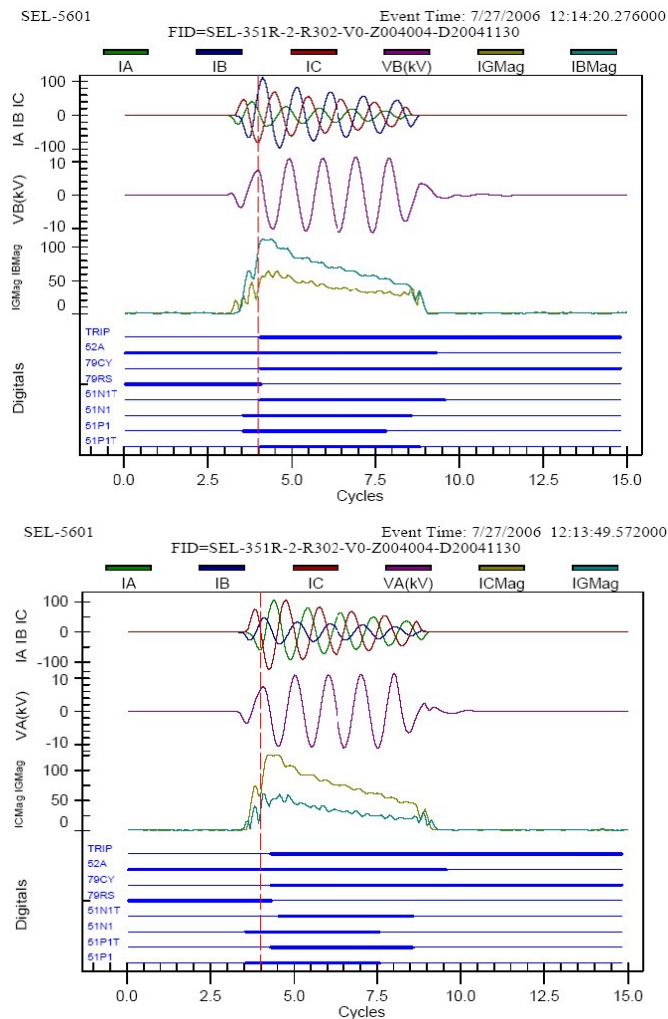 SEL-5601 Event Time: 7/27/2006 12:14:20.276000
FID=SEL-351R-2-R302-V0-Z004004-D20041130
IA IB IC VB(kV) IGMag IBMag
IA IB IC
100
0
-100
VB(kV)
10
0
-10
IGMag IBMag
100
50
0
Digitals
TRIP
52A
79CY
79RS
51N1T
51N1
51P1
51P1T
0.0 2.5 5.0 7.5 10.0 12.5 15.0
Cycles
SEL-5601 Event Time: 7/27/2006 12:13:49.572000
FID=SEL-351R-2-R302-V0-Z004004-D20041130
IA IB IC VA(kV) ICMag IGMag
IA IB IC
100
0
-100
VA(kV)
10
0
-10
ICMag IGMag
100
50
0
Digitals
TRIP
52A
79CY
79RS
51N1T
51N1
51P1T
51P1
0.0 2.5 5.0 7.5 10.0 12.5 15.0
Cycles